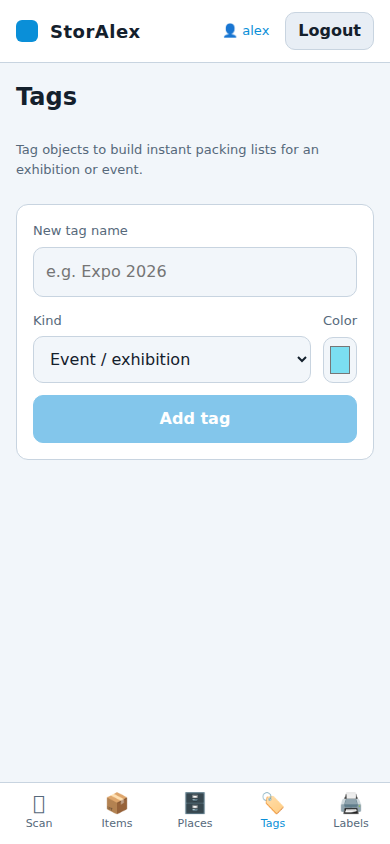 StorAlex
👤 alex
Logout
Tags
Tag objects to build instant packing lists for an
exhibition or event.
New tag name
e.g. Expo 2026
Kind
Color
Event / exhibition
Add tag
Scan
Items
Places
Tags
Labels